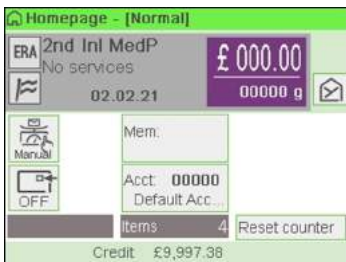 Homepage - [Normal]
ERA 2nd Inl MedP
No services
£ 000.00
02.02.21
00000 g
Manual
Mem:
OFF
Acct: 00000
Default Acc...
Items 4
Reset counter
Credit £9,997.38